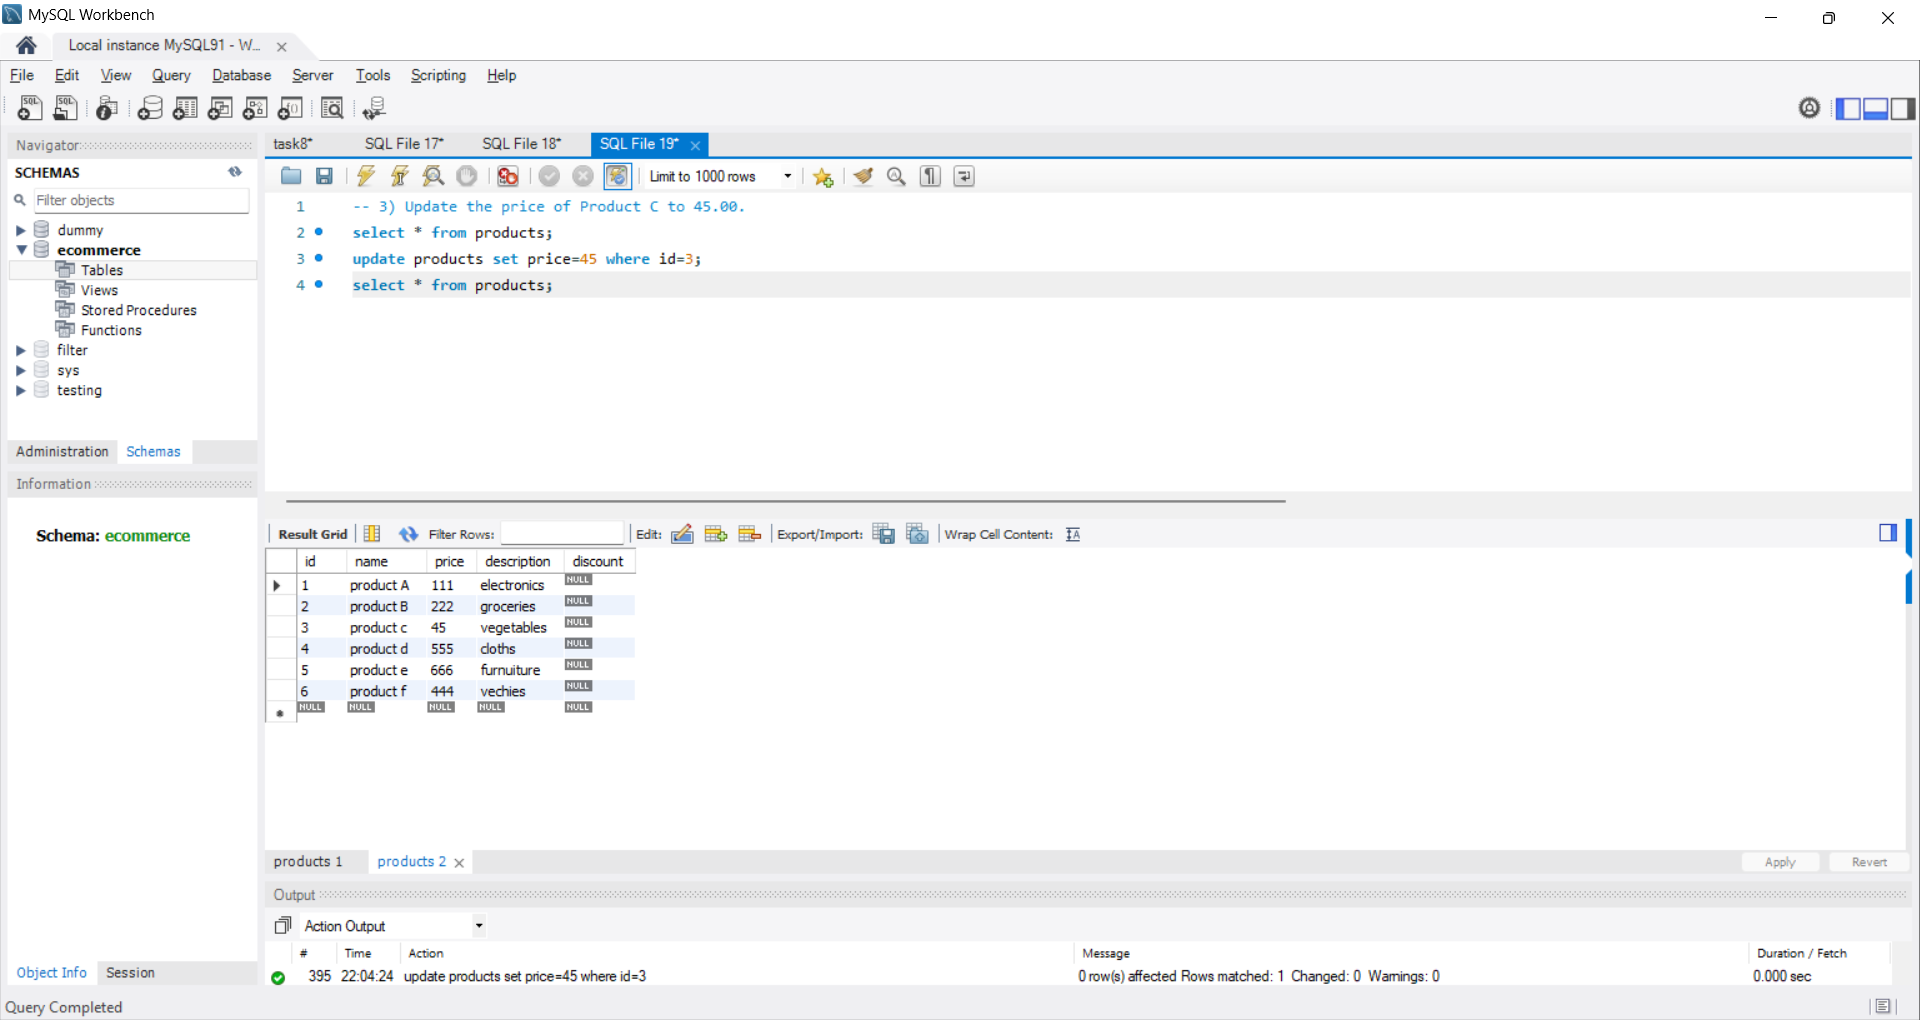 MySQL Workbench
Local instance MySQL91 - W...
File Edit View Query Database Server Tools Scripting Help
Navigator
SCHEMAS
Filter objects
dummy
ecommerce
Tables
Views
Stored Procedures
Functions
filter
sys
testing
Administration Schemas
Information
Schema: ecommerce
Object Info Session
task8* SQL File 17* SQL File 18* SQL File 19*
Limit to 1000 rows
1 -- 3) Update the price of Product C to 45.00.
2 select * from products;
3 update products set price=45 where id=3;
4 select * from products;
Result Grid Filter Rows: Edit: Export/Import: Wrap Cell Content:
id name price description discount
1 product A 111 electronics NULL
2 product B 222 groceries NULL
3 product c 45 vegetables NULL
4 product d 555 cloths NULL
5 product e 666 furnuiture NULL
6 product f 444 vechies NULL
NULL NULL NULL NULL NULL
products 1 products 2 Apply Revert
Output
Action Output
# Time Action Message Duration / Fetch
395 22:04:24 update products set price=45 where id=3 0 row(s) affected Rows matched: 1 Changed: 0 Warnings: 0 0.000 sec
Query Completed